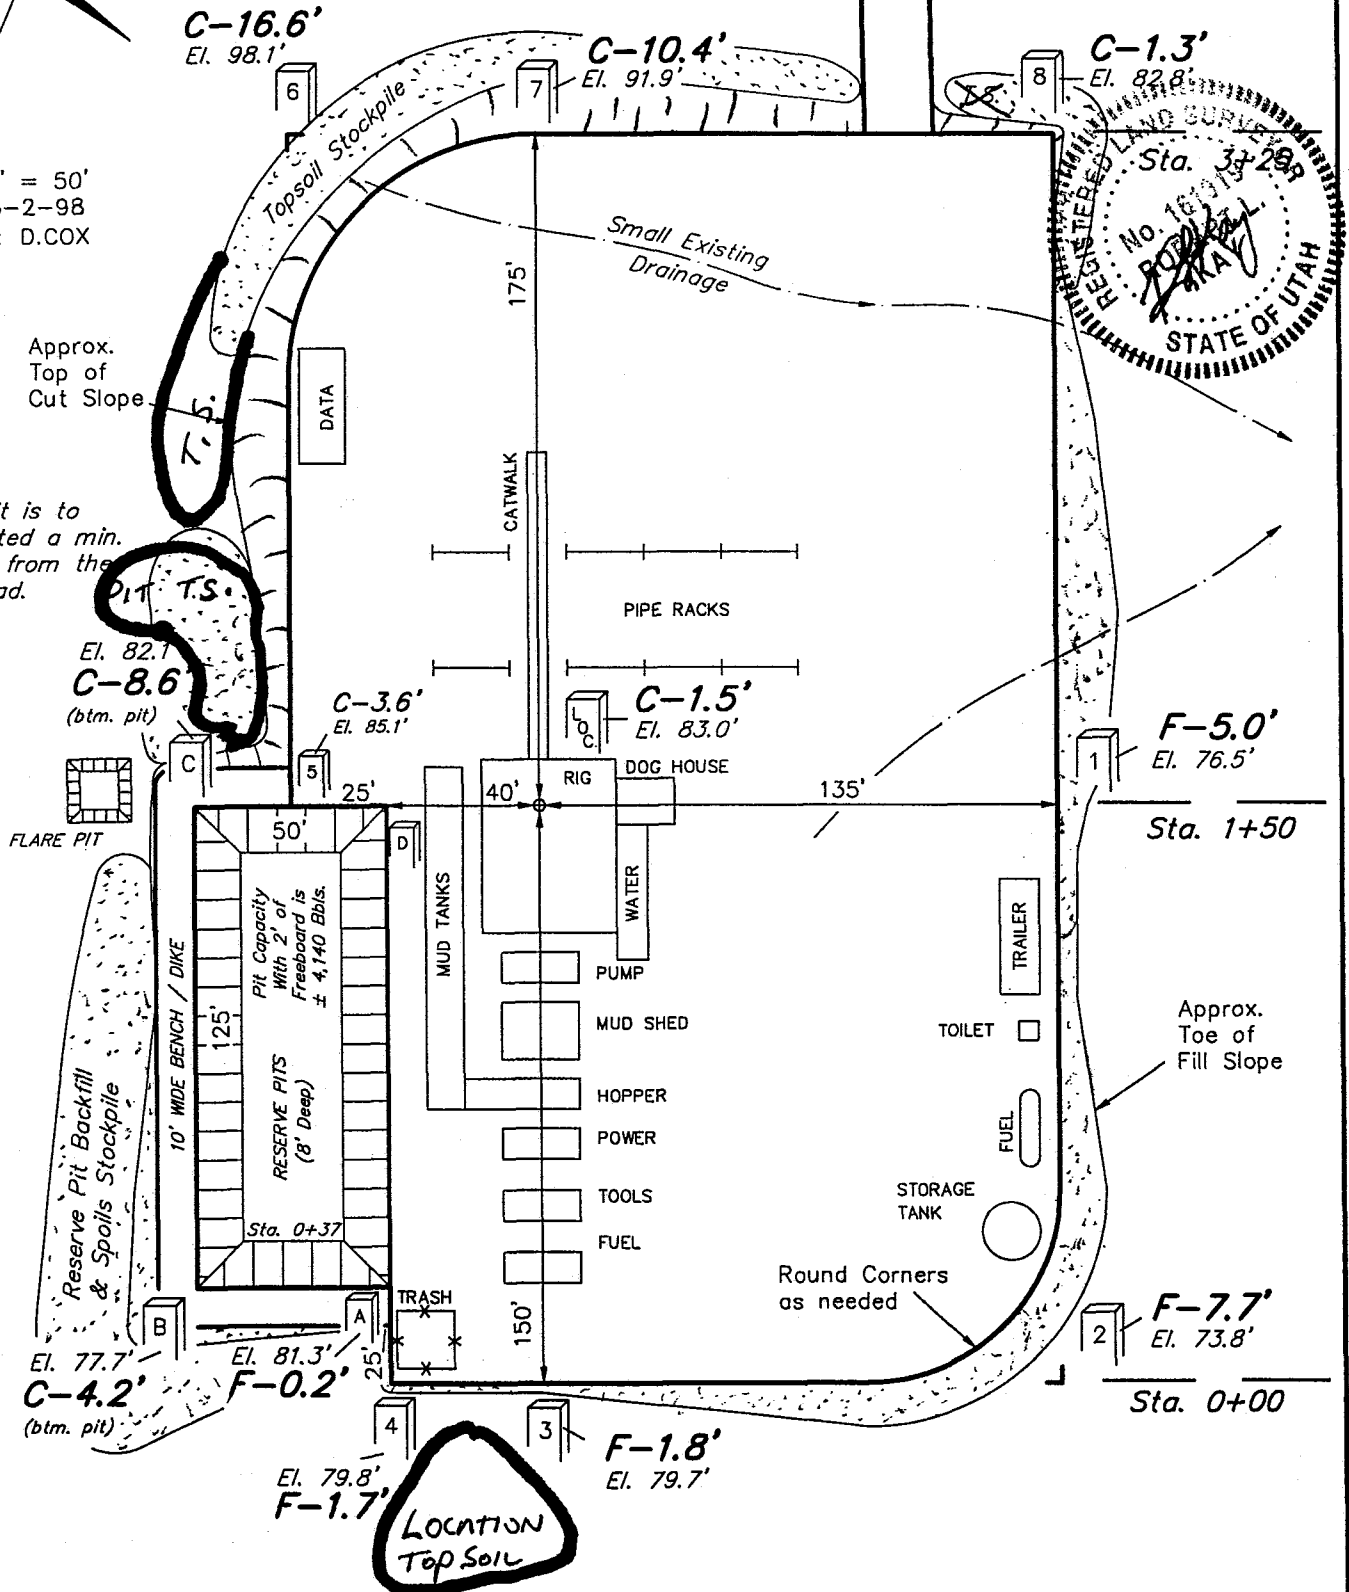 C-16.6'
El. 98.1'
6
C-10.4'
El. 91.9'
7
C-1.3'
El. 82.8'
8
T.S.
Topsoil Stockpile
REGISTERED LAND SURVEYOR
STATE OF UTAH
No. 161319
Sta. 3+25
' = 50'
-2-98
: D.COX
Small Existing
Drainage
175'
Approx.
Top of
Cut Slope
T.S.
DATA
CATWALK
it is to
ted a min.
from the
ad.
PIT T.S.
PIPE RACKS
El. 82.1'
C-8.6'
(btm. pit)
C
C-3.6'
El. 85.1'
5
LOC.
C-1.5'
El. 83.0'
F-5.0'
El. 76.5'
1
RIG
DOG HOUSE
25'
40'
135'
Sta. 1+50
FLARE PIT
50'
D
Pit Capacity
With 2' of
Freeboard is
± 4,140 Bbls.
MUD TANKS
WATER
TRAILER
PUMP
MUD SHED
TOILET
Approx.
Toe of
Fill Slope
10' WIDE BENCH / DIKE
125'
RESERVE PITS
(8' Deep)
HOPPER
POWER
FUEL
Reserve Pit Backfill
& Spoils Stockpile
TOOLS
STORAGE
TANK
FUEL
Sta. 0+37
Round Corners
as needed
TRASH
150'
B
A
25'
El. 77.7'
C-4.2'
(btm. pit)
El. 81.3'
F-0.2'
2
F-7.7'
El. 73.8'
Sta. 0+00
4
3
El. 79.8'
F-1.7'
F-1.8'
El. 79.7'
LOCATION
TOP SOIL